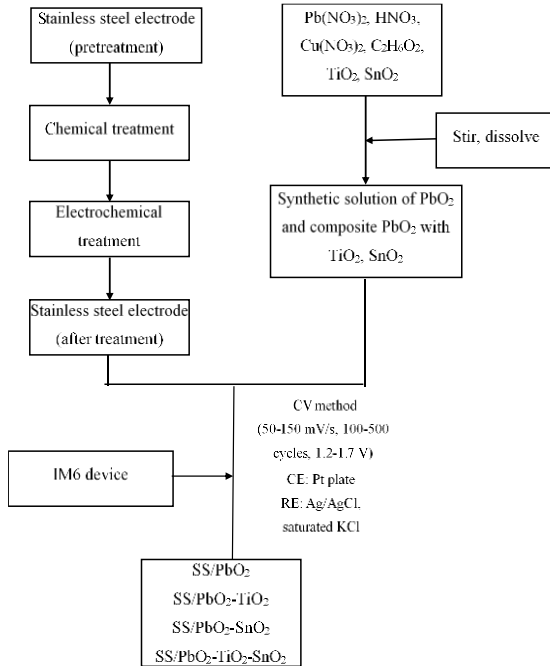 Stainless steel electrode
(pretreatment)
Chemical treatment
Electrochemical
treatment
Stainless steel electrode
(after treatment)
Pb(NO₃)₂, HNO₃,
Cu(NO₃)₂, C₂H₆O₂,
TiO₂, SnO₂
Stir, dissolve
Synthetic solution of PbO₂
and composite PbO₂ with
TiO₂, SnO₂
CV method
(50-150 mV/s, 100-500
cycles, 1.2-1.7 V)
CE: Pt plate
RE: Ag/AgCl,
saturated KCl
IM6 device
SS/PbO₂
SS/PbO₂-TiO₂
SS/PbO₂-SnO₂
SS/PbO₂-TiO₂-SnO₂